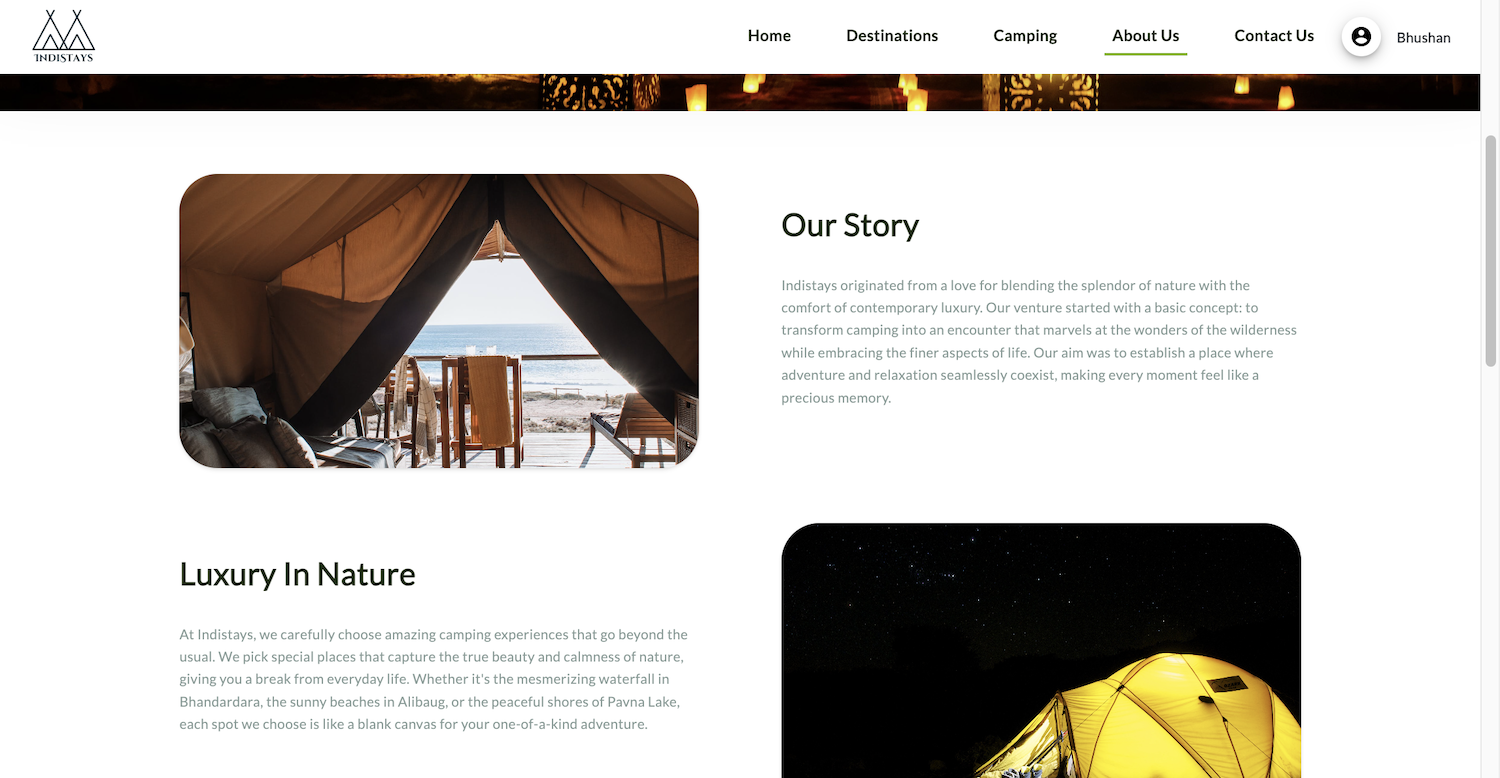 INDISTAYS
Home
Destinations
Camping
About Us
Contact Us
Bhushan
Our Story
Indistays originated from a love for blending the splendor of nature with the
comfort of contemporary luxury. Our venture started with a basic concept: to
transform camping into an encounter that marvels at the wonders of the wilderness
while embracing the finer aspects of life. Our aim was to establish a place where
adventure and relaxation seamlessly coexist, making every moment feel like a
precious memory.
Luxury In Nature
At Indistays, we carefully choose amazing camping experiences that go beyond the
usual. We pick special places that capture the true beauty and calmness of nature,
giving you a break from everyday life. Whether it's the mesmerizing waterfall in
Bhandardara, the sunny beaches in Alibaug, or the peaceful shores of Pavna Lake,
each spot we choose is like a blank canvas for your one-of-a-kind adventure.